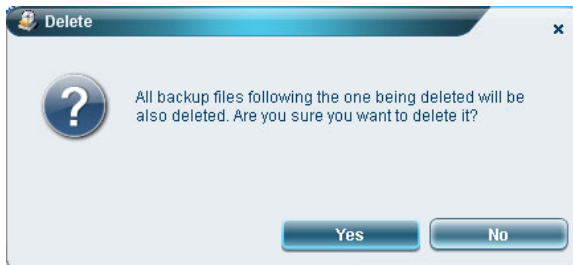 Delete
All backup files following the one being deleted will be
also deleted. Are you sure you want to delete it?
Yes
No